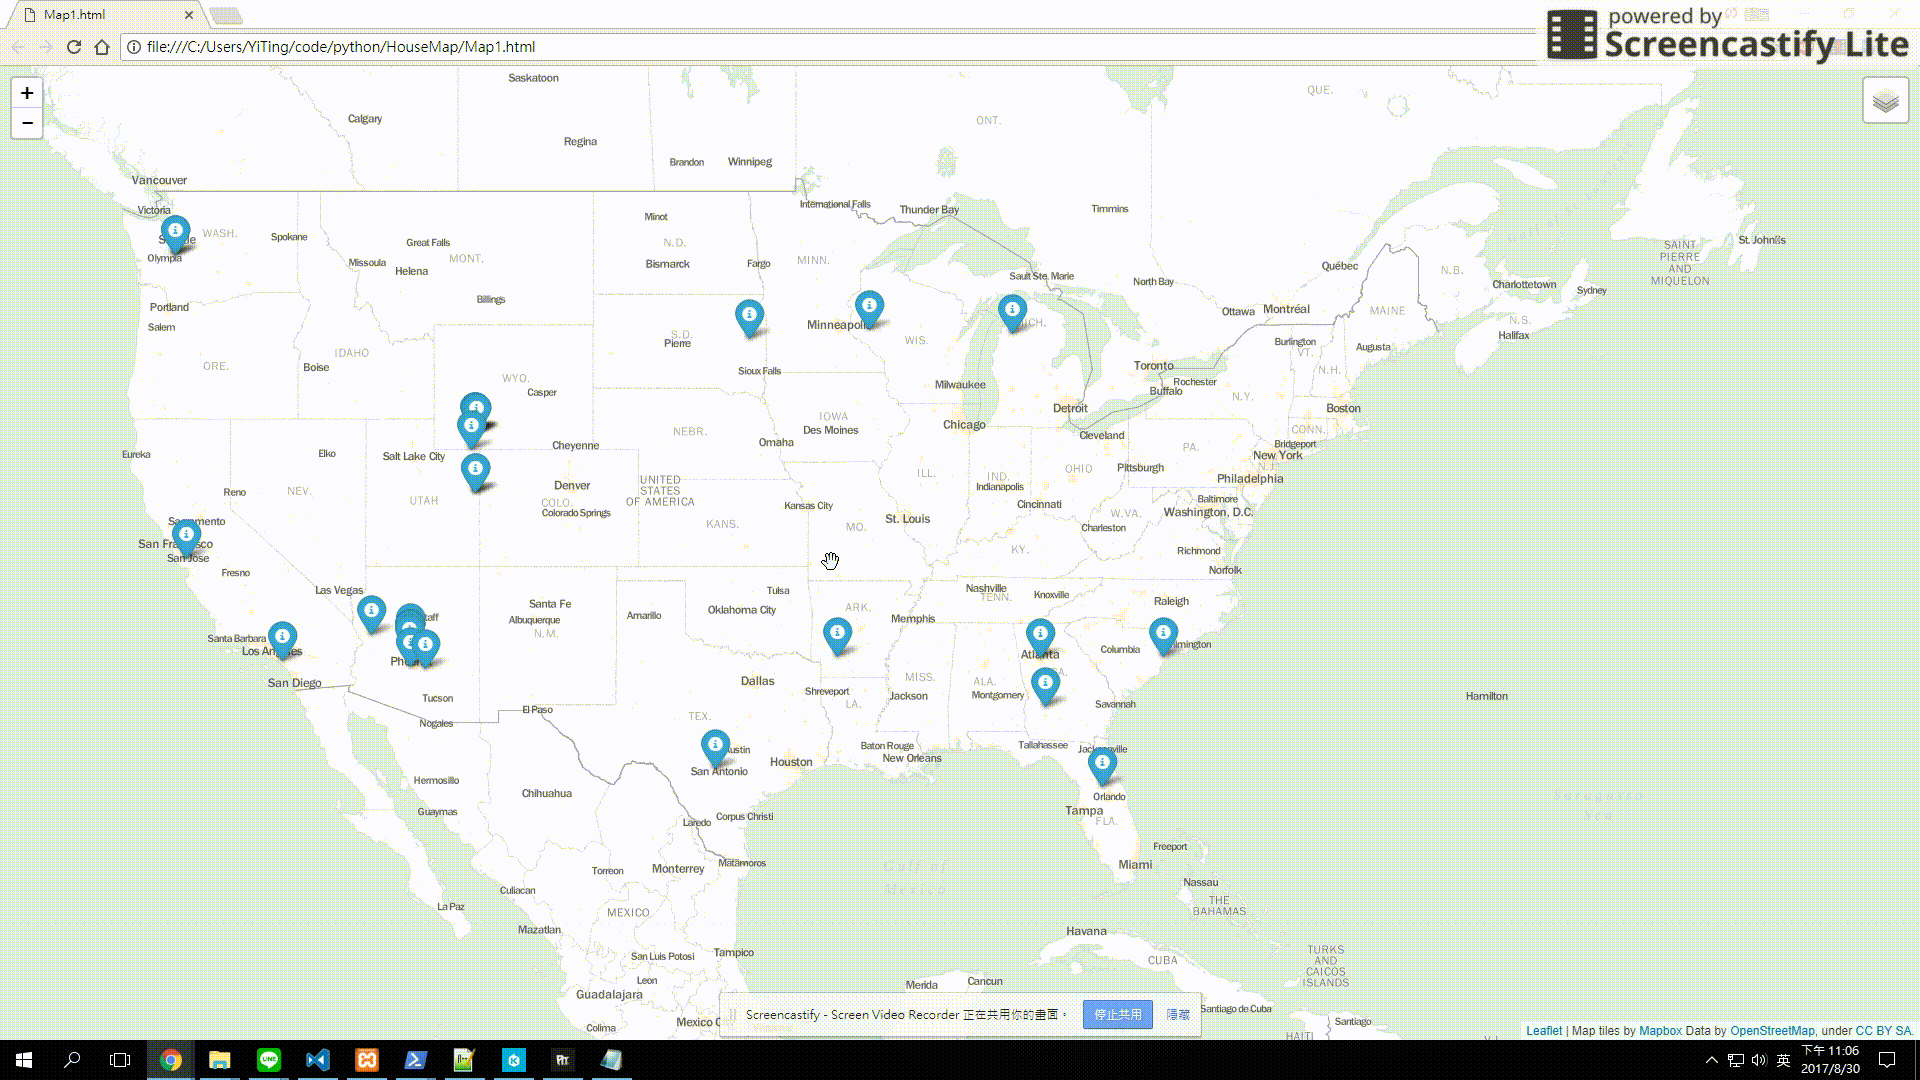 Map1.html
powered by
Screencastify Lite
file:///C:/Users/YiTing/code/python/HouseMap/Map1.html
+
−
Saskatoon
QUE.
Calgary
ONT.
Regina
Brandon
Winnipeg
Vancouver
Victoria
International Falls
Thunder Bay
Timmins
Minot
WASH.
Spokane
Great Falls
N.D.
St. John
Olympia
Missoula
Helena
MONT.
Bismarck
Fargo
MINN.
Sault Ste. Marie
North Bay
Québec
N.B.
SAINT
PIERRE
AND
MIQUELON
Charlottetown
Sydney
Portland
Salem
Billings
Minneapolis
Ottawa
Montréal
MAINE
N.S.
Halifax
S.D.
Pierre
WIS.
Burlington
VT.
Augusta
IDAHO
ORE.
Boise
WYO.
Casper
Sioux Falls
Toronto
Rochester
Buffalo
N.H.
Milwaukee
N.Y.
Detroit
Boston
IOWA
Des Moines
Chicago
NEBR.
Omaha
Cleveland
CONN.
Bridgeport
Eureka
Elko
Salt Lake City
Cheyenne
PA.
New York
N.J.
ILL.
IND.
OHIO
Pittsburgh
Philadelphia
Reno
NEV.
UTAH
Denver
COLO.
Colorado Springs
UNITED
STATES
OF AMERICA
Indianapolis
Baltimore
Washington, D.C.
W.VA.
Cincinnati
Kansas City
KANS.
MO.
St. Louis
Charleston
Sacramento
San Francisco
San Jose
KY.
Richmond
Norfolk
Fresno
Las Vegas
Tulsa
Nashville
TENN.
Knoxville
Raleigh
Santa Fe
Albuquerque
N.M.
Amarillo
Oklahoma City
ARK.
Memphis
Santa Barbara
Los Angeles
Atlanta
Columbia
San Diego
Dallas
Shreveport
LA.
MISS.
Jackson
ALA.
Montgomery
Savannah
Hamilton
Tucson
Nogales
El Paso
TEX.
San Antonio
Houston
Baton Rouge
New Orleans
Tallahassee
Hermosillo
Guaymas
Chihuahua
Orlando
Tampa
FLA.
Laredo
Corpus Christi
Gulf of
Mexico
Freeport
Miami
Matamoros
Torreon
Monterrey
Culiacan
Nassau
THE
BAHAMAS
La Paz
MEXICO
Mazatlan
Havana
CUBA
TURKS
AND
CAICOS
ISLANDS
San Luis Potosi
Tampico
Leon
Guadalajara
Merida
Cancun
Santiago de Cuba
Colima
Santiago
HAITI
Screencastify - Screen Video Recorder 正在共用你的畫面。
停止共用
隱藏
Leaflet | Map tiles by Mapbox Data by OpenStreetMap, under CC BY SA.
英
下午 11:06
2017/8/30